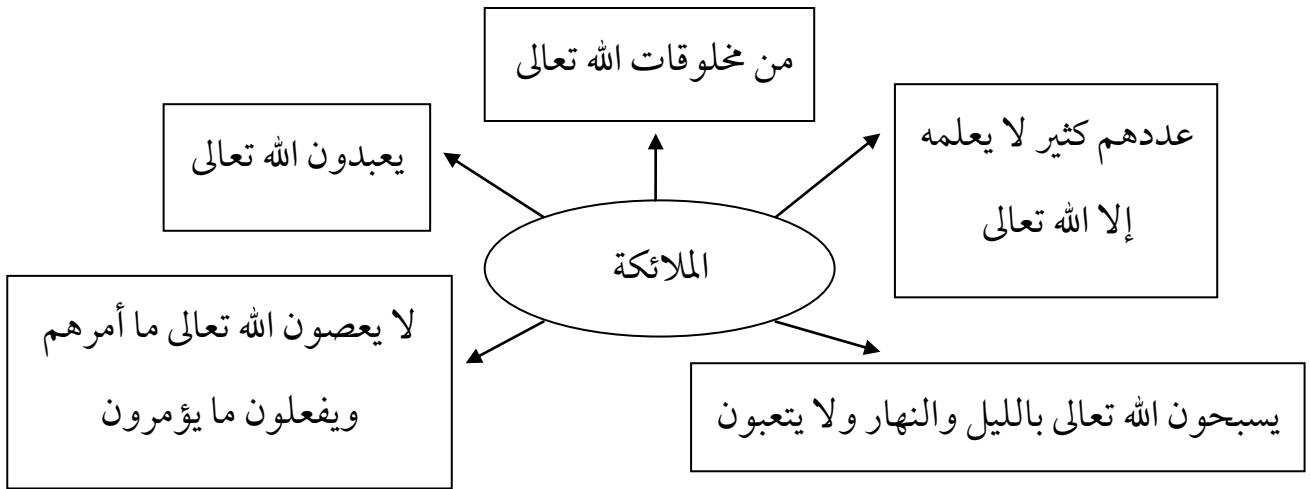 من مخلوقات الله تعالى
عددهم كثير لا يعلمه
إلا الله تعالى
يعبدون الله تعالى
الملائكة
لا يعصون الله تعالى ما أمرهم
ويفعلون ما يؤمرون
يسبحون الله تعالى بالليل والنهار ولا يتعبون